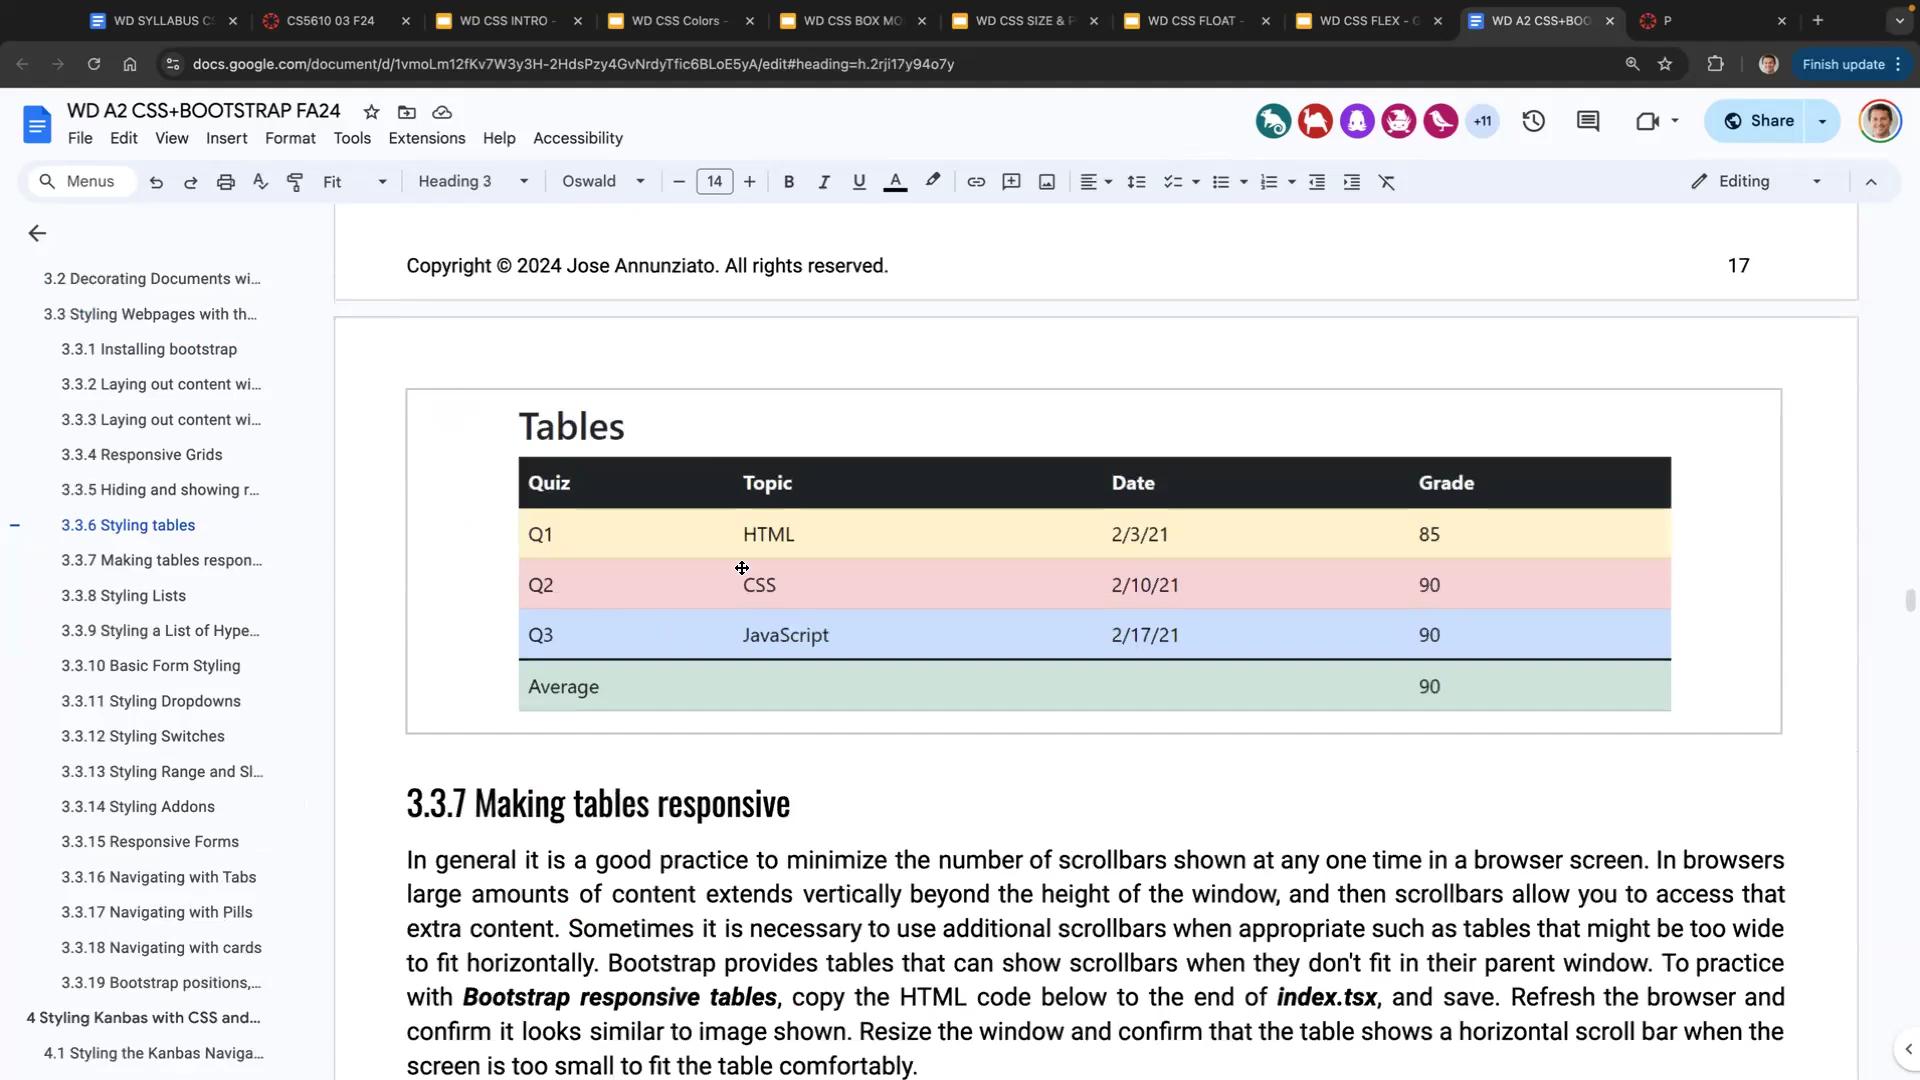 WD SYLLABUS CS
CS5610 03 F24
WD CSS INTRO -
WD CSS Colors -
WD CSS BOX MO
WD CSS SIZE & P
WD CSS FLOAT -
WD CSS FLEX - G
WD A2 CSS+BOO
P
docs.google.com/document/d/1vmoLm12fKv7W3y3H-2HdsPzy4GvNrdyTfic6BLoE5yA/edit#heading=h.2rji17y94o7y
Finish update
WD A2 CSS+BOOTSTRAP FA24
File Edit View Insert Format Tools Extensions Help Accessibility
+11
Share
Menus
Fit
Heading 3
Oswald
14
B I U A
Editing
3.2 Decorating Documents wi...
3.3 Styling Webpages with th...
3.3.1 Installing bootstrap
3.3.2 Laying out content wi...
3.3.3 Laying out content wi...
3.3.4 Responsive Grids
3.3.5 Hiding and showing r...
3.3.6 Styling tables
3.3.7 Making tables respon...
3.3.8 Styling Lists
3.3.9 Styling a List of Hype...
3.3.10 Basic Form Styling
3.3.11 Styling Dropdowns
3.3.12 Styling Switches
3.3.13 Styling Range and Sl...
3.3.14 Styling Addons
3.3.15 Responsive Forms
3.3.16 Navigating with Tabs
3.3.17 Navigating with Pills
3.3.18 Navigating with cards
3.3.19 Bootstrap positions,...
4 Styling Kanbas with CSS and...
4.1 Styling the Kanbas Naviga...
Copyright © 2024 Jose Annunziato. All rights reserved. 17
Tables
Quiz Topic Date Grade
Q1 HTML 2/3/21 85
Q2 CSS 2/10/21 90
Q3 JavaScript 2/17/21 90
Average 90
3.3.7 Making tables responsive
In general it is a good practice to minimize the number of scrollbars shown at any one time in a browser screen. In browsers
large amounts of content extends vertically beyond the height of the window, and then scrollbars allow you to access that
extra content. Sometimes it is necessary to use additional scrollbars when appropriate such as tables that might be too wide
to fit horizontally. Bootstrap provides tables that can show scrollbars when they don't fit in their parent window. To practice
with Bootstrap responsive tables, copy the HTML code below to the end of index.tsx, and save. Refresh the browser and
confirm it looks similar to image shown. Resize the window and confirm that the table shows a horizontal scroll bar when the
screen is too small to fit the table comfortably.